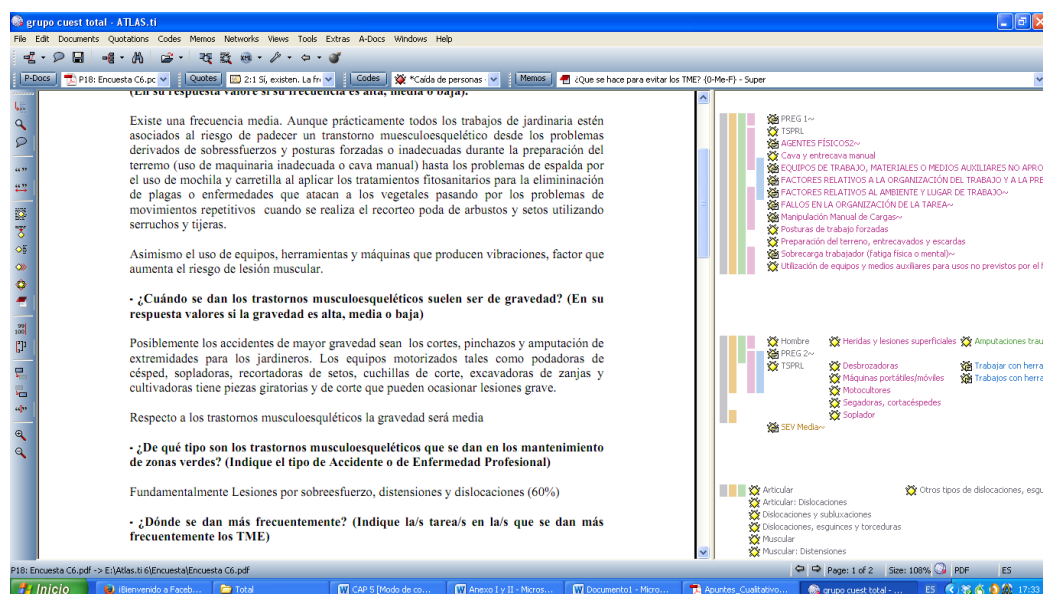 grupo cuest total - ATLAS.ti
File Edit Documents Quotations Codes Memos Networks Views Tools Extras A-Docs Windows Help
P-Docs P18: Encuesta C6.pc Quotes 2:1 Sí, existen. La fre Codes *Caída de personas Memos ¿Que se hace para evitar los TME? {0-Me-F} - Super
(En su respuesta valore si su frecuencia es alta, media o baja).
Existe una frecuencia media. Aunque prácticamente todos los trabajos de jardinaria estén
asociados al riesgo de padecer un transtorno muesculoesquelético desde los problemas
derivados de sobressfuerzos y posturas forzadas o inadecuadas durante la preparación del
terremo (uso de maquinaria inadecuada o cava manual) hasta los problemas de espalda por
el uso de mochila y carretilla al aplicar los tratamientos fitosanitarios para la elimininación
de plagas o enfermedades que atacan a los vegetales pasando por los problemas de
movimientos repetitivos cuando se realiza el recorteo poda de arbustos y setos utilizando
serruchos y tijeras.
Asimismo el uso de equipos, herramientas y máquinas que producen vibraciones, factor que
aumenta el riesgo de lesión muscular.
- ¿Cuándo se dan los trastornos musculoesqueléticos suelen ser de gravedad? (En su
respuesta valores si la gravedad es alta, media o baja)
Posiblemente los accidentes de mayor gravedad sean los cortes, pinchazos y amputación de
extremidades para los jardineros. Los equipos motorizados tales como podadoras de
césped, sopladoras, recortadoras de setos, cuchillas de corte, excavadoras de zanjas y
cultivadoras tiene piezas giratorias y de corte que pueden ocasionar lesiones grave.
Respecto a los trastornos musculoesquléticos la gravedad será media
- ¿De qué tipo son los trastornos musculoesqueléticos que se dan en los mantenimiento
de zonas verdes? (Indique el tipo de Accidente o de Enfermedad Profesional)
Fundamentalmente Lesiones por sobreesfuerzo, distensiones y dislocaciones (60%)
- ¿Dónde se dan más frecuentemente? (Indique la/s tarea/s en la/s que se dan más
frecuentemente los TME)
PREG 1~
TSPRL
AGENTES FÍSICOS2~
Cava y entrecava manual
EQUIPOS DE TRABAJO, MATERIALES O MEDIOS AUXILIARES NO APRO
FACTORES RELATIVOS A LA ORGANIZACIÓN DEL TRABAJO Y A LA PRE
FACTORES RELATIVOS AL AMBIENTE Y LUGAR DE TRABAJO~
FALLOS EN LA ORGANIZACIÓN DE LA TAREA~
Manipulación Manual de Cargas~
Posturas de trabajo forzadas
Preparación del terreno, entrecavados y escardas
Sobrecarga trabajador (fatiga física o mental)~
Utilización de equipos y medios auxiliares para usos no previstos por el f
Hombre Heridas y lesiones superficiales Amputaciones trau
PREG 2~
TSPRL Desbrozadoras Trabajar con herra
Máquinas portátiles/móviles Trabajos con herra
Motocultores
Segadoras, cortacéspedes
Soplador
SEV Media~
Articular Otros tipos de dislocaciones, esgu
Articular: Dislocaciones
Dislocaciones y subluxaciones
Dislocaciones, esguinces y torceduras
Muscular
Muscular: Distensiones
P18: Encuesta C6.pdf -> E:\Atlas.ti 6\Encuesta\Encuesta C6.pdf Page: 1 of 2 Size: 108% PDF ES
Inicio ¡Bienvenido a Faceb... Total CAP 5 [Modo de co... Anexo I y II - Micros... Documento1 - Micro... Apuntes_Cualitativo... grupo cuest total - ... ES 17:33